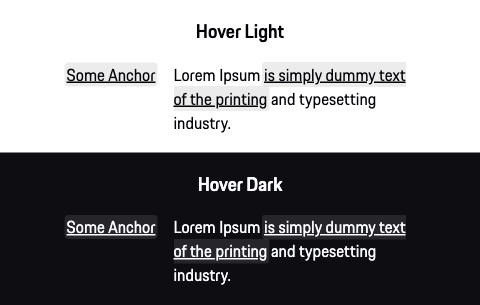 Hover Light
Some Anchor
Lorem Ipsum is simply dummy text
of the printing and typesetting
industry.
Hover Dark
Some Anchor
Lorem Ipsum is simply dummy text
of the printing and typesetting
industry.